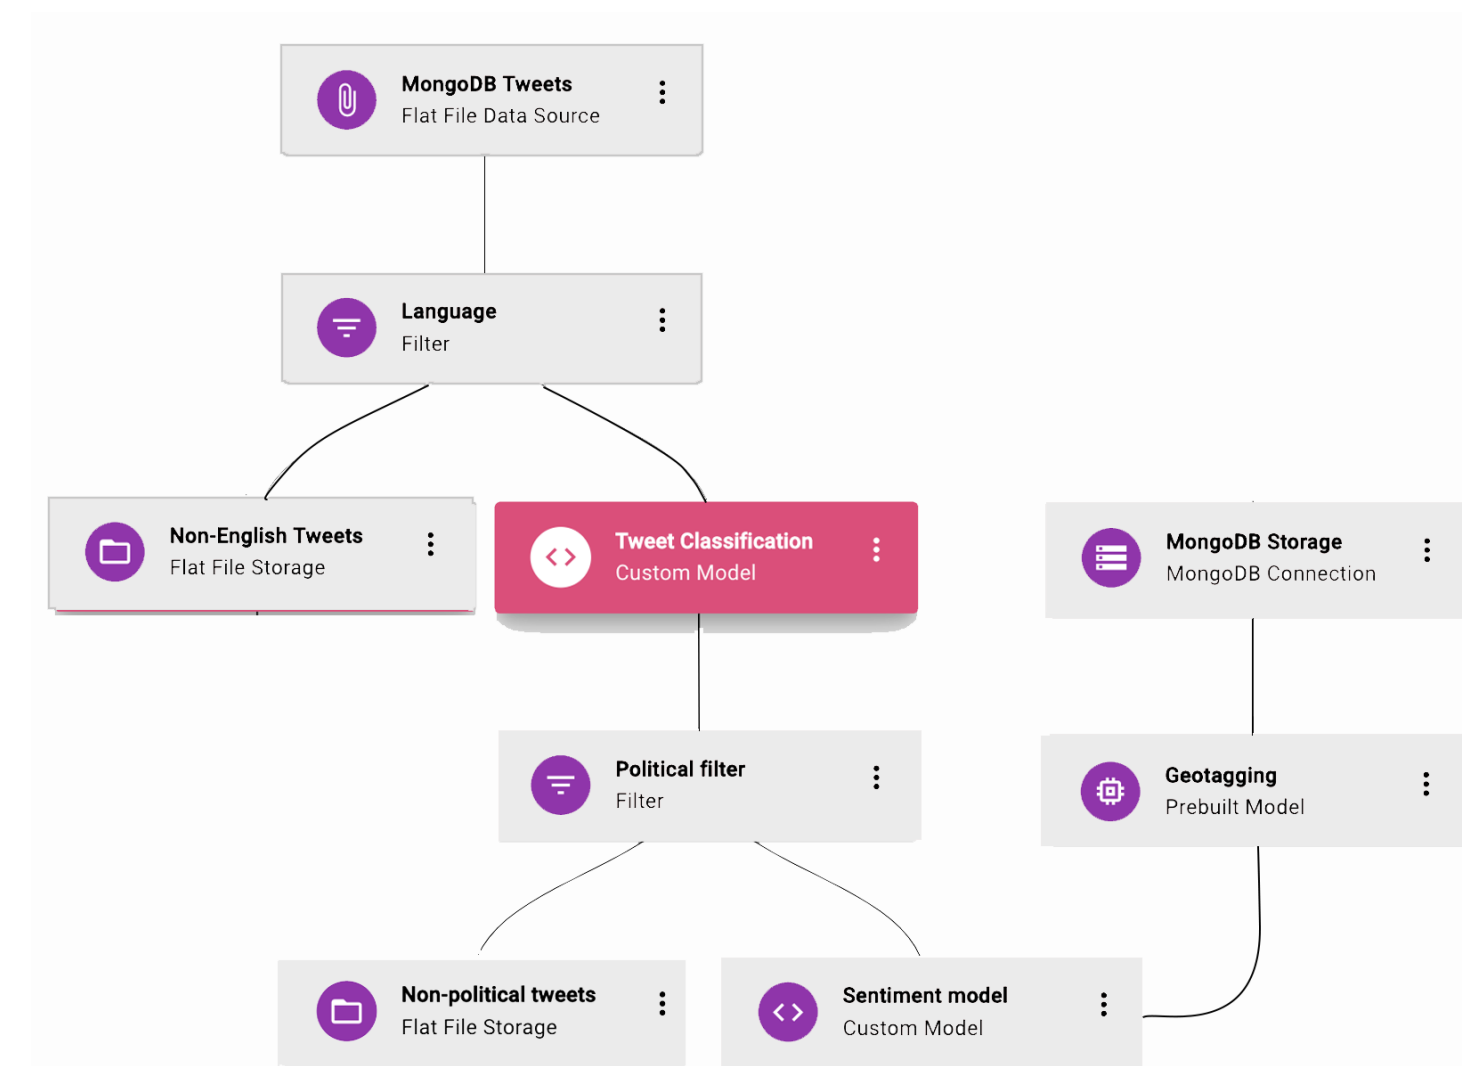 MongoDB Tweets
Flat File Data Source
Language
Filter
Non-English Tweets
Flat File Storage
Tweet Classification
Custom Model
MongoDB Storage
MongoDB Connection
Political filter
Filter
Geotagging
Prebuilt Model
Non-political tweets
Flat File Storage
Sentiment model
Custom Model